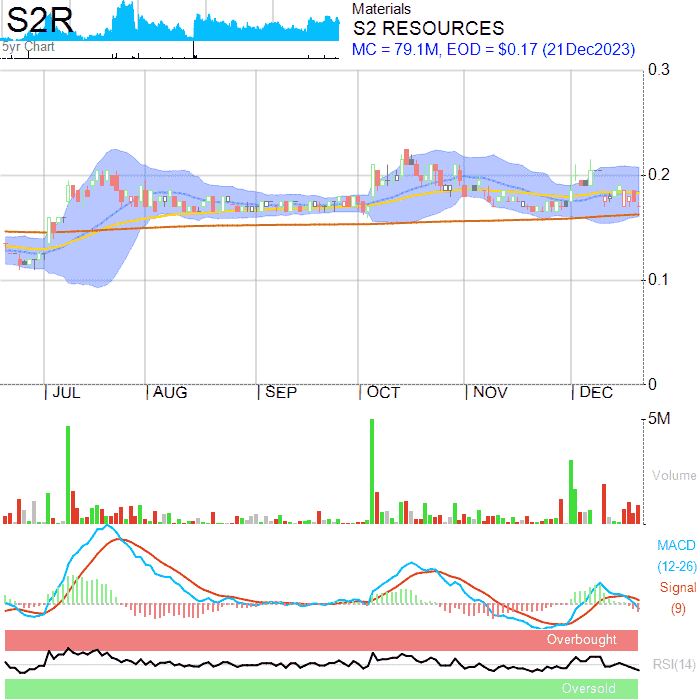 S2R
5yr Chart
Materials
S2 RESOURCES
MC = 79.1M, EOD = $0.17 (21Dec2023)
0.3
0.2
0.1
0
JUL AUG SEP OCT NOV DEC
5M
Volume
MACD
(12-26)
Signal
(9)
Overbought
RSI(14)
Oversold